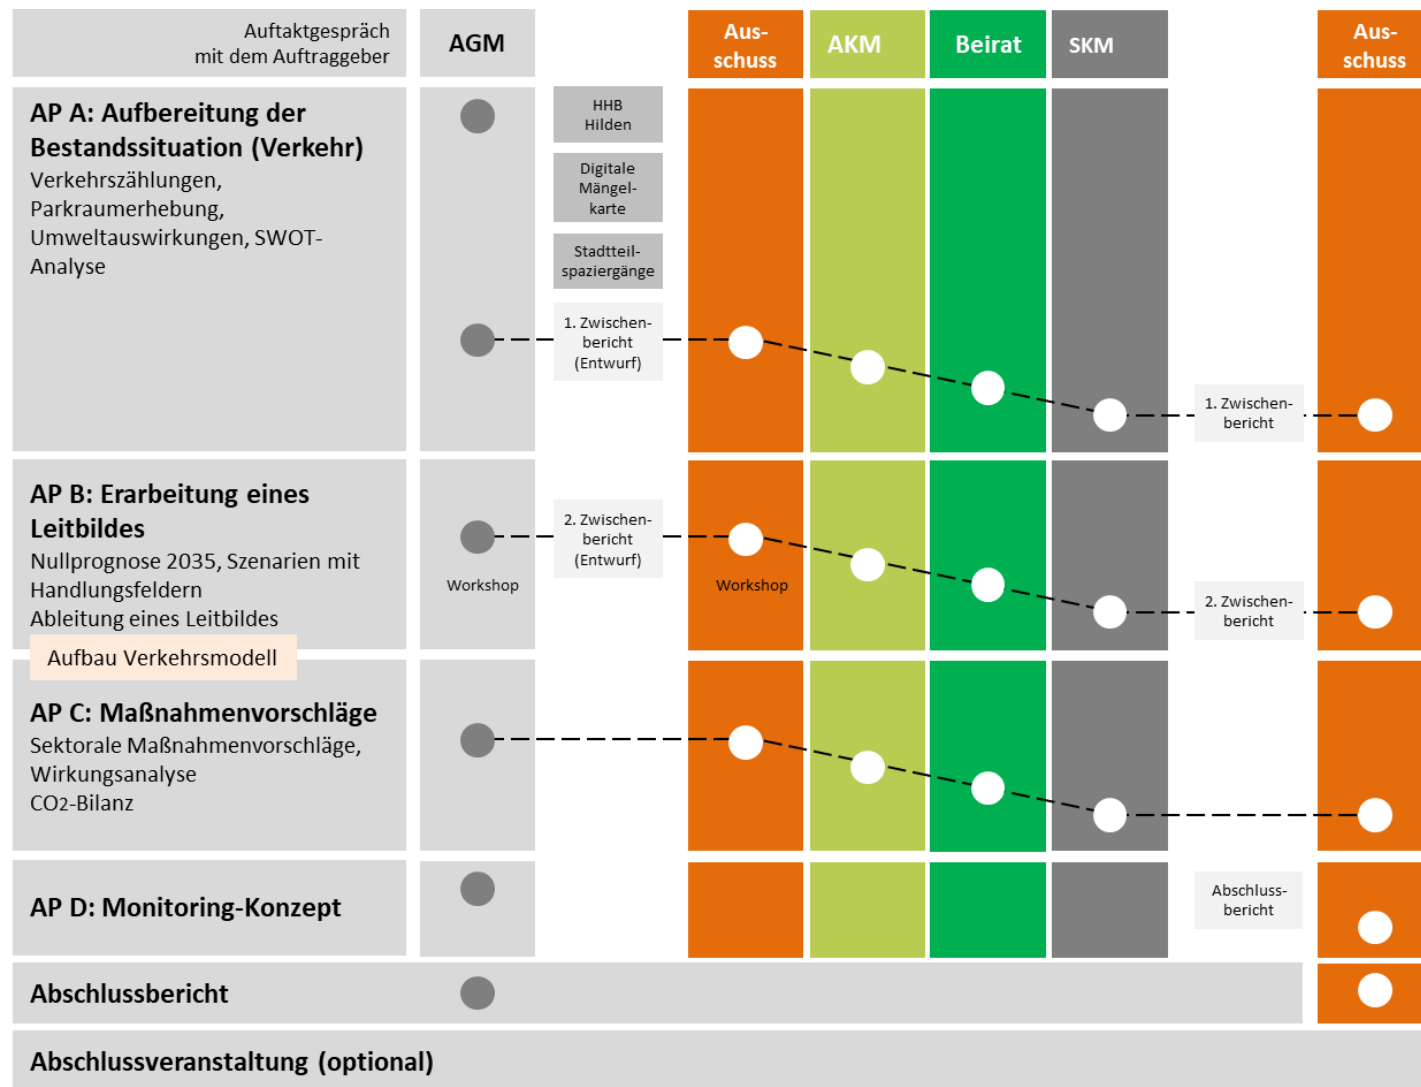 Auftaktgespräch
mit dem Auftraggeber
AGM
Aus-
schuss
AKM
Beirat
SKM
Aus-
schuss
AP A: Aufbereitung der
Bestandssituation (Verkehr)
Verkehrszählungen,
Parkraumerhebung,
Umweltauswirkungen, SWOT-
Analyse
HHB
Hilden
Digitale
Mängel-
karte
Stadtteil-
spaziergänge
1. Zwischen-
bericht
(Entwurf)
1. Zwischen-
bericht
AP B: Erarbeitung eines
Leitbildes
Nullprognose 2035, Szenarien mit
Handlungsfeldern
Ableitung eines Leitbildes
Workshop
2. Zwischen-
bericht
(Entwurf)
Workshop
2. Zwischen-
bericht
Aufbau Verkehrsmodell
AP C: Maßnahmenvorschläge
Sektorale Maßnahmenvorschläge,
Wirkungsanalyse
CO2-Bilanz
AP D: Monitoring-Konzept
Abschluss-
bericht
Abschlussbericht
Abschlussveranstaltung (optional)